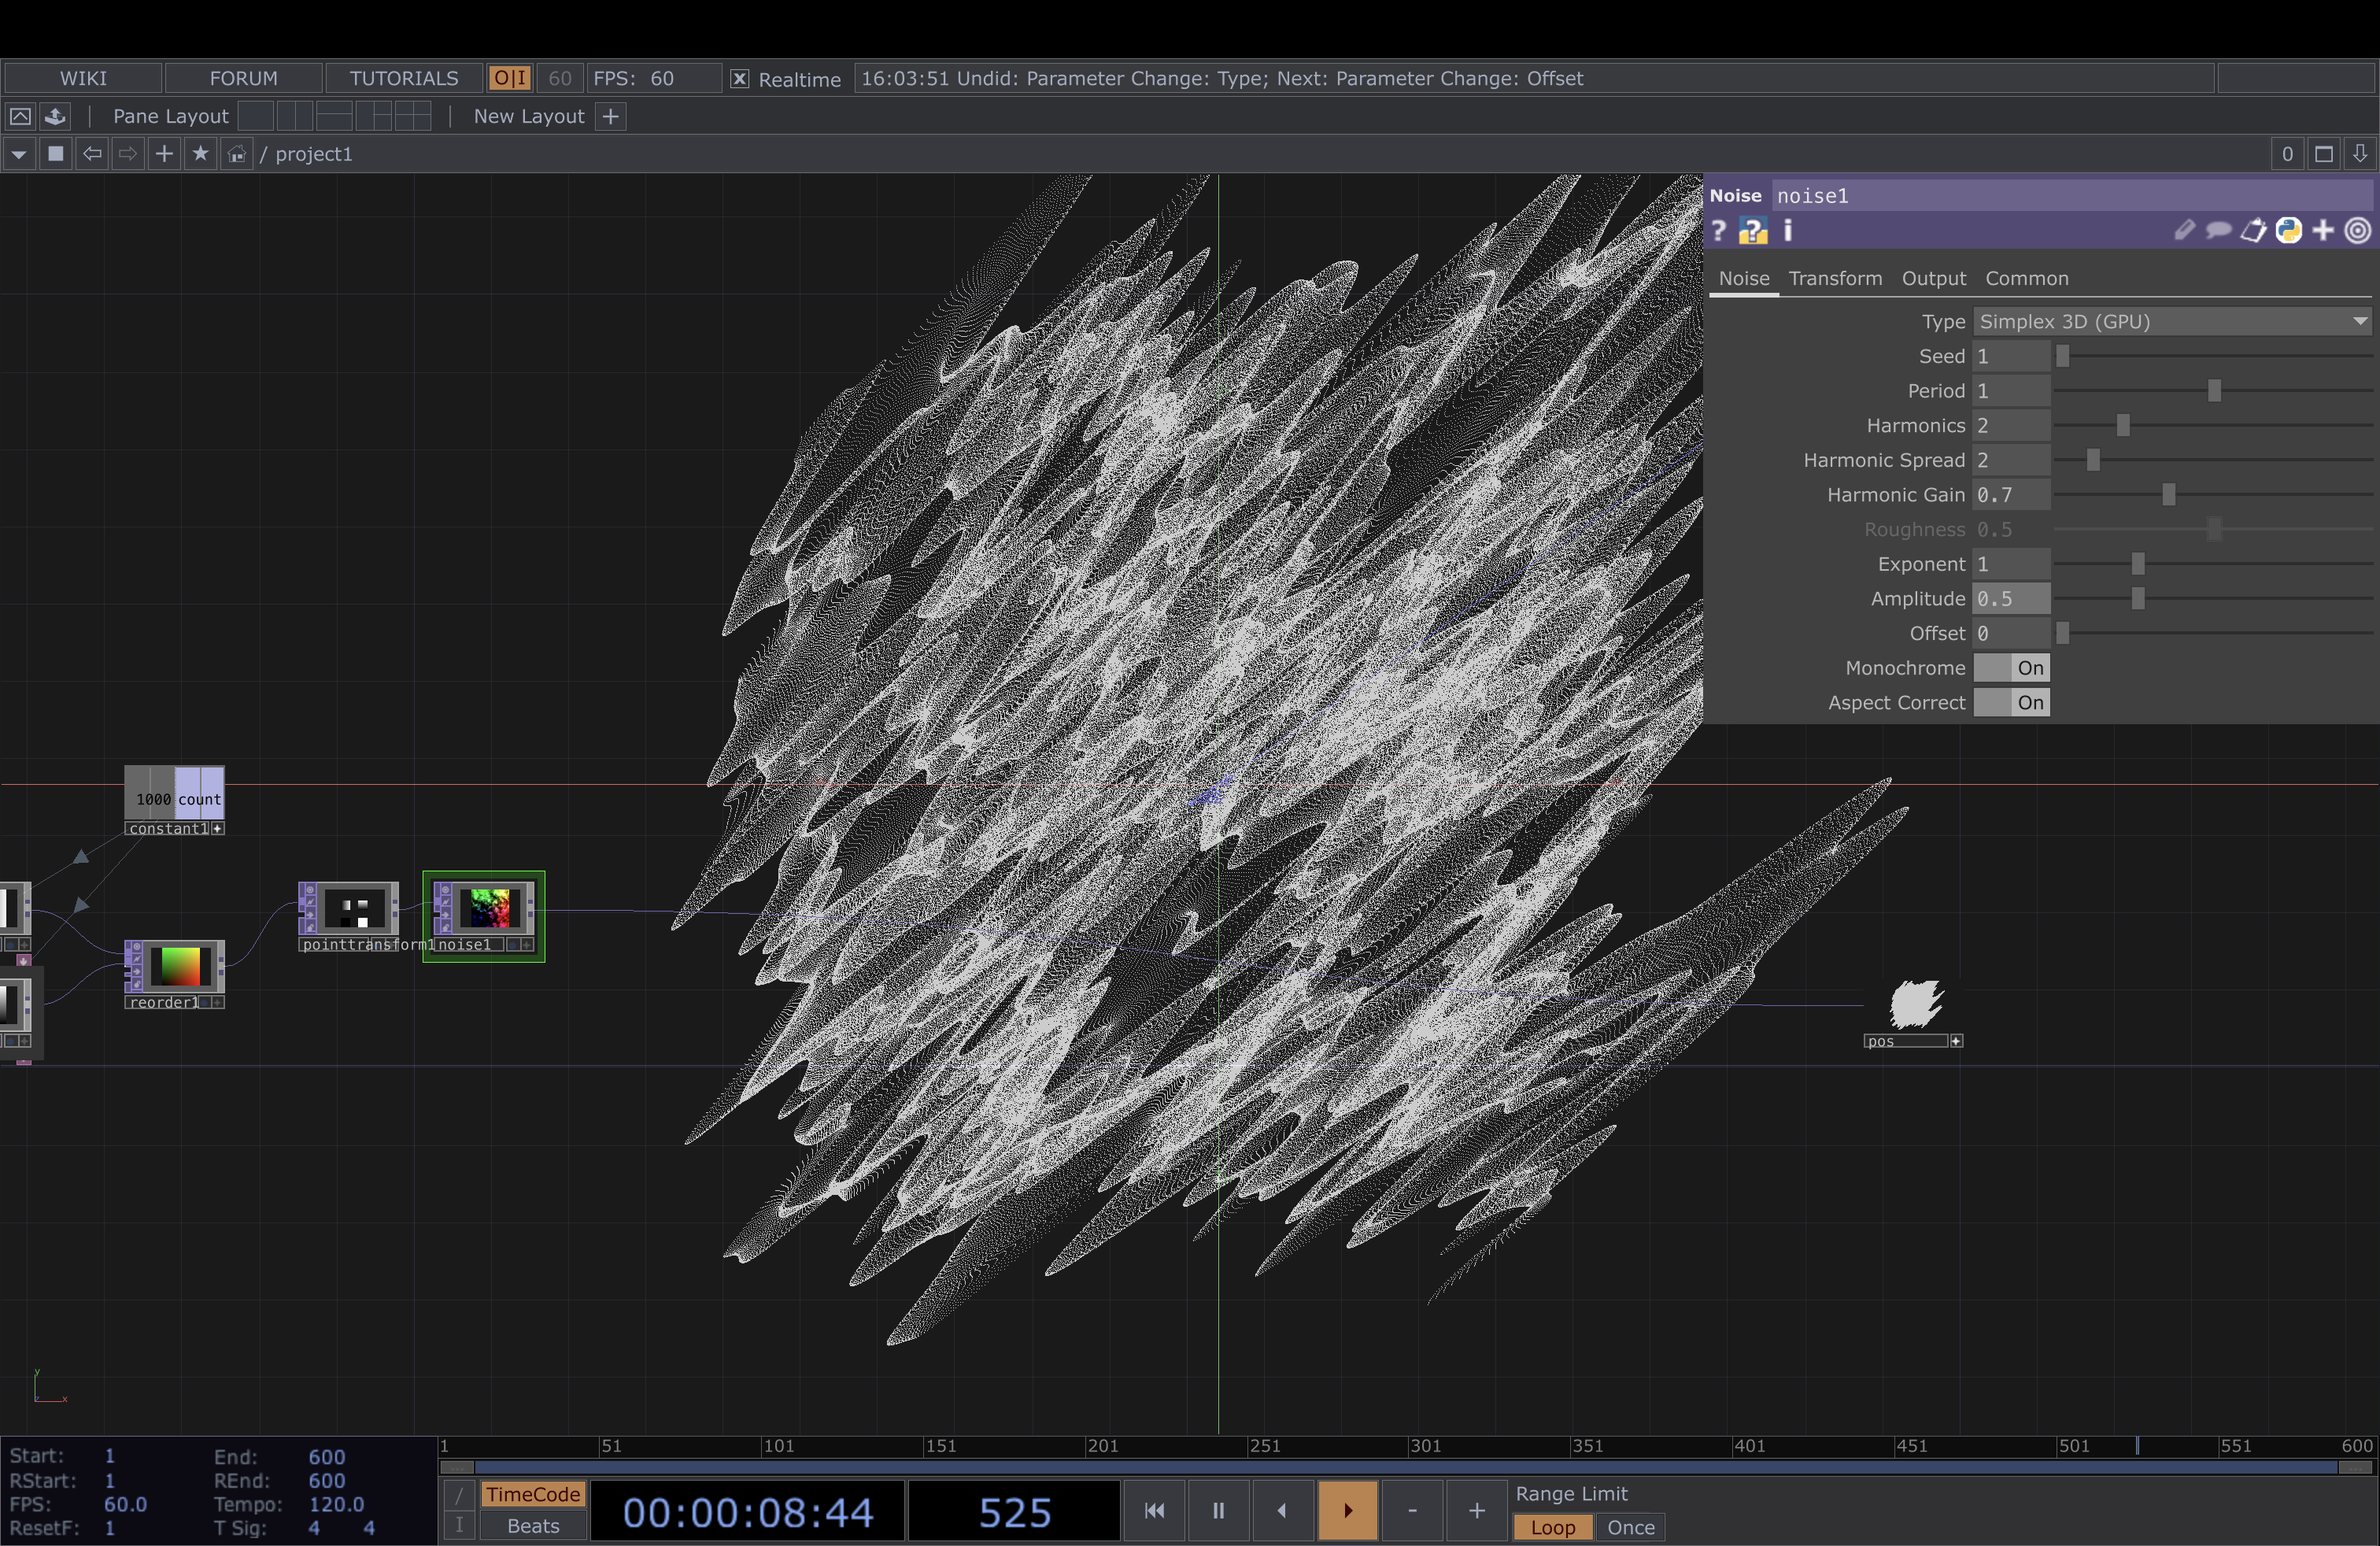 WIKI FORUM TUTORIALS O|I 60 FPS: 60 X Realtime 16:03:51 Undid: Parameter Change: Type; Next: Parameter Change: Offset
Pane Layout New Layout +
/ project1 0
Noise noise1
? ? i
Noise Transform Output Common
Type Simplex 3D (GPU)
Seed 1
Period 1
Harmonics 2
Harmonic Spread 2
Harmonic Gain 0.7
Roughness 0.5
Exponent 1
Amplitude 0.5
Offset 0
Monochrome On
Aspect Correct On
1000 count
constant1
pointtransform1 noise1
reorder1
pos
y
x
1 51 101 151 201 251 301 351 401 451 501 551 600
Start: 1 End: 600
RStart: 1 REnd: 600
FPS: 60.0 Tempo: 120.0
ResetF: 1 T Sig: 4 4
/ TimeCode
I Beats
00:00:08:44 525
- +
Range Limit
Loop Once